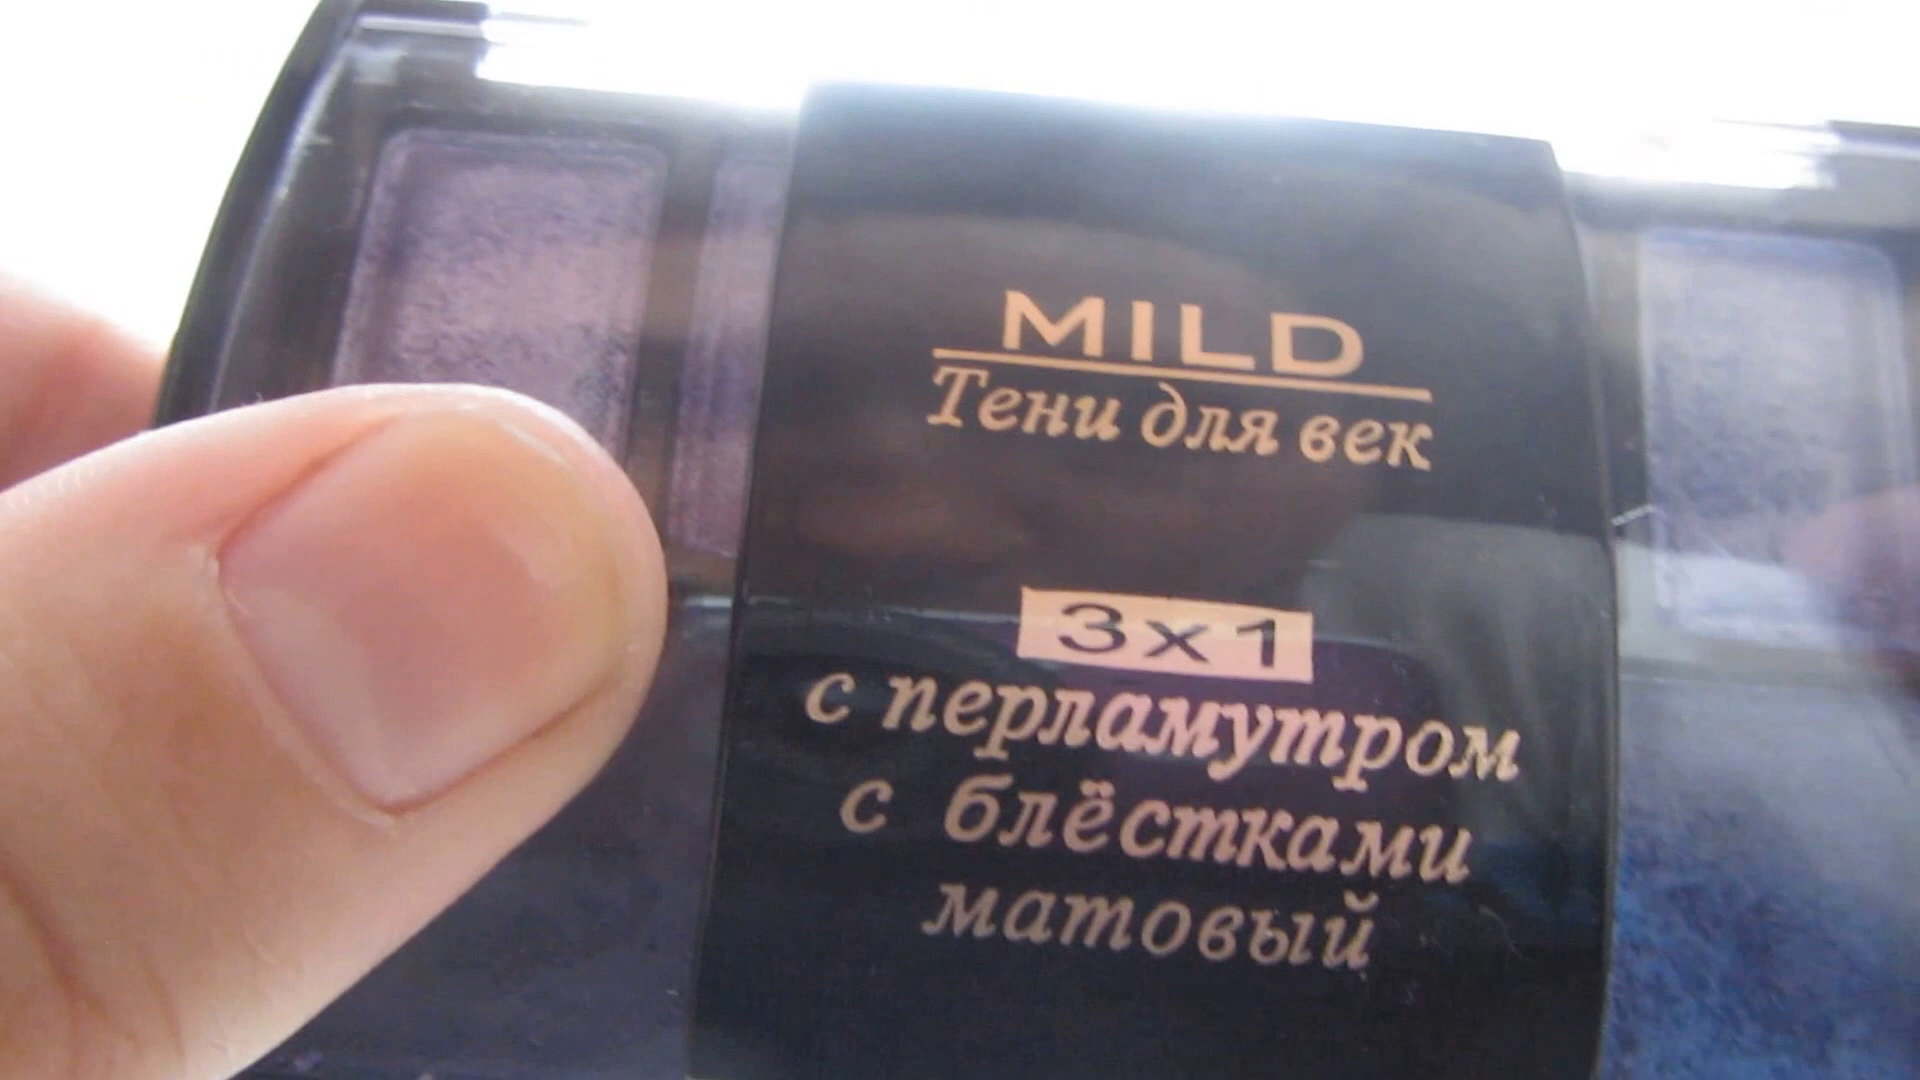 MILD
Тени для век
3x1
с перламутром
с блёстками
матовый